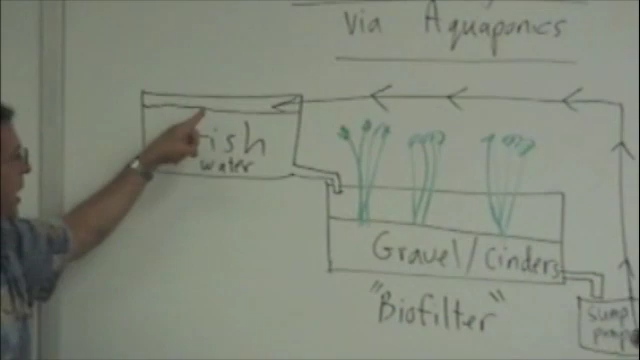 Via Aquaponics
Fish
water
Gravel/Cinders
"Biofilter"
Sump
pump